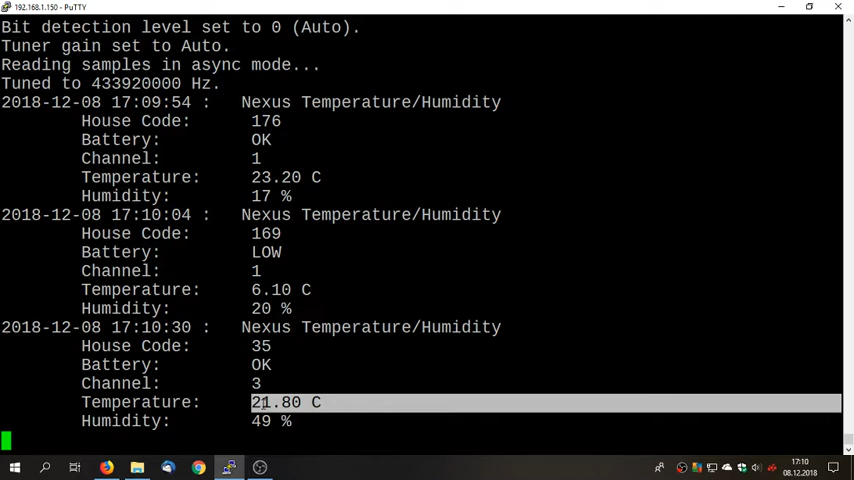 192.168.1.150 - PuTTY
Bit detection level set to 0 (Auto).
Tuner gain set to Auto.
Reading samples in async mode...
Tuned to 433920000 Hz.
2018-12-08 17:09:54 :   Nexus Temperature/Humidity
House Code:      176
Battery:         OK
Channel:         1
Temperature:     23.20 C
Humidity:        17 %
2018-12-08 17:10:04 :   Nexus Temperature/Humidity
House Code:      169
Battery:         LOW
Channel:         1
Temperature:     6.10 C
Humidity:        20 %
2018-12-08 17:10:30 :   Nexus Temperature/Humidity
House Code:      35
Battery:         OK
Channel:         3
Temperature:     21.80 C
Humidity:        49 %
17:10
08.12.2018